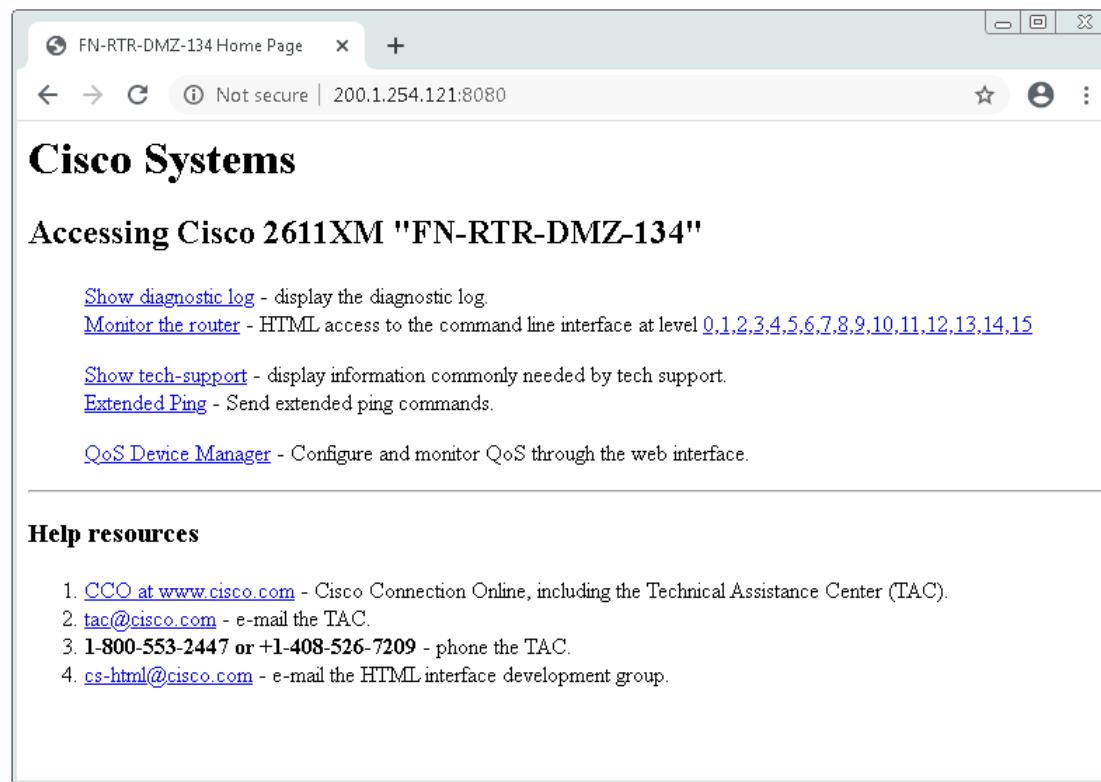 FN-RTR-DMZ-134 Home Page
Not secure | 200.1.254.121:8080
Cisco Systems
Accessing Cisco 2611XM "FN-RTR-DMZ-134"
Show diagnostic log - display the diagnostic log.
Monitor the router - HTML access to the command line interface at level 0,1,2,3,4,5,6,7,8,9,10,11,12,13,14,15
Show tech-support - display information commonly needed by tech support.
Extended Ping - Send extended ping commands.
QoS Device Manager - Configure and monitor QoS through the web interface.
Help resources
1. CCO at www.cisco.com - Cisco Connection Online, including the Technical Assistance Center (TAC).
2. tac@cisco.com - e-mail the TAC.
3. 1-800-553-2447 or +1-408-526-7209 - phone the TAC.
4. cs-html@cisco.com - e-mail the HTML interface development group.